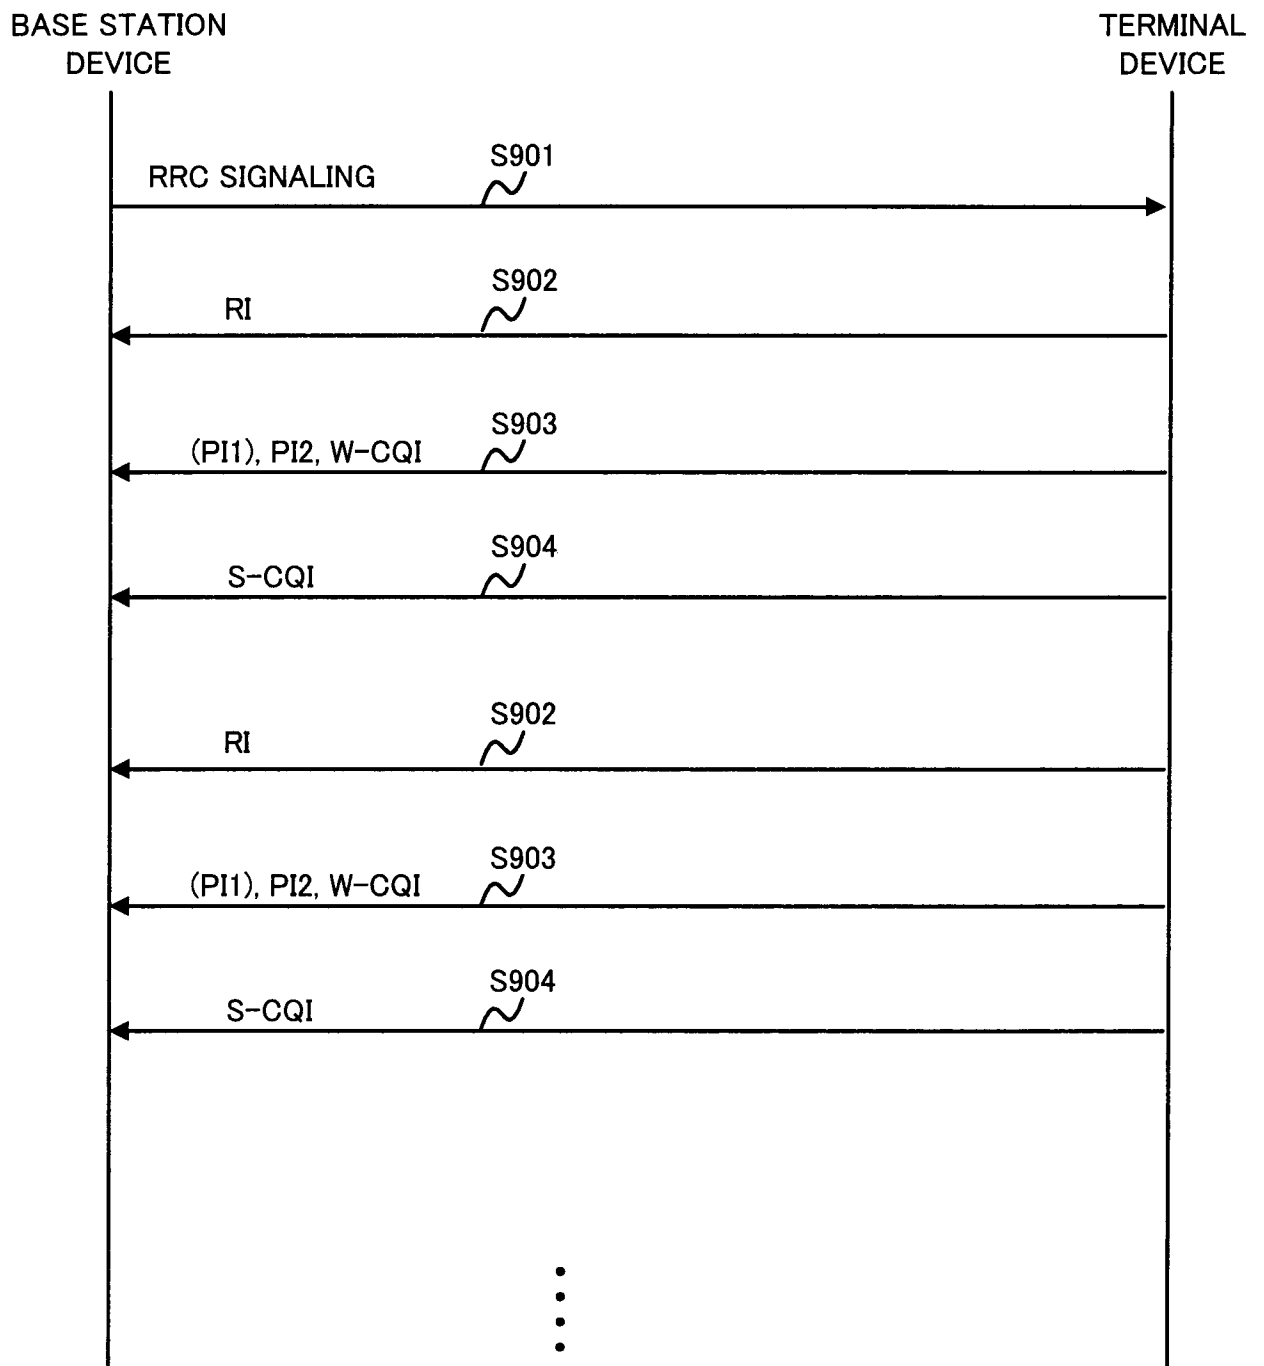 BASE STATION
DEVICE
TERMINAL
DEVICE
S901
RRC SIGNALING
S902
RI
S903
(PI1), PI2, W-CQI
S904
S-CQI
S902
RI
S903
(PI1), PI2, W-CQI
S904
S-CQI